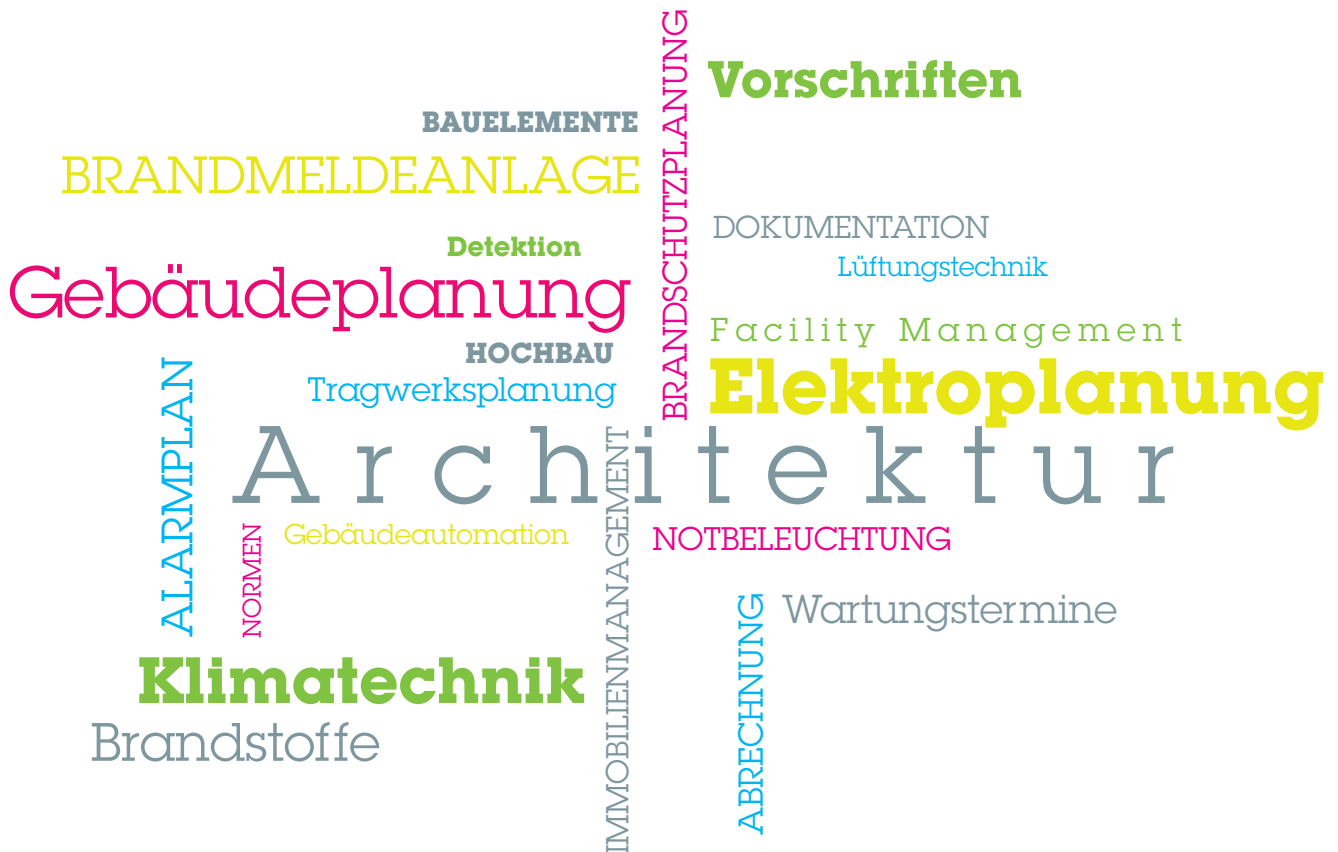 BRANDSCHUTZPLANUNG
Vorschriften
BAUELEMENTE
BRANDMELDEANLAGE
DOKUMENTATION
Detektion
Lüftungstechnik
Gebäudeplanung
Facility Management
HOCHBAU
Elektroplanung
Tragwerksplanung
ALARMPLAN
Architektur
IMMOBILIENMANAGEMENT
NORMEN
Gebäudeautomation
NOTBELEUCHTUNG
ABRECHNUNG
Wartungstermine
Klimatechnik
Brandstoffe